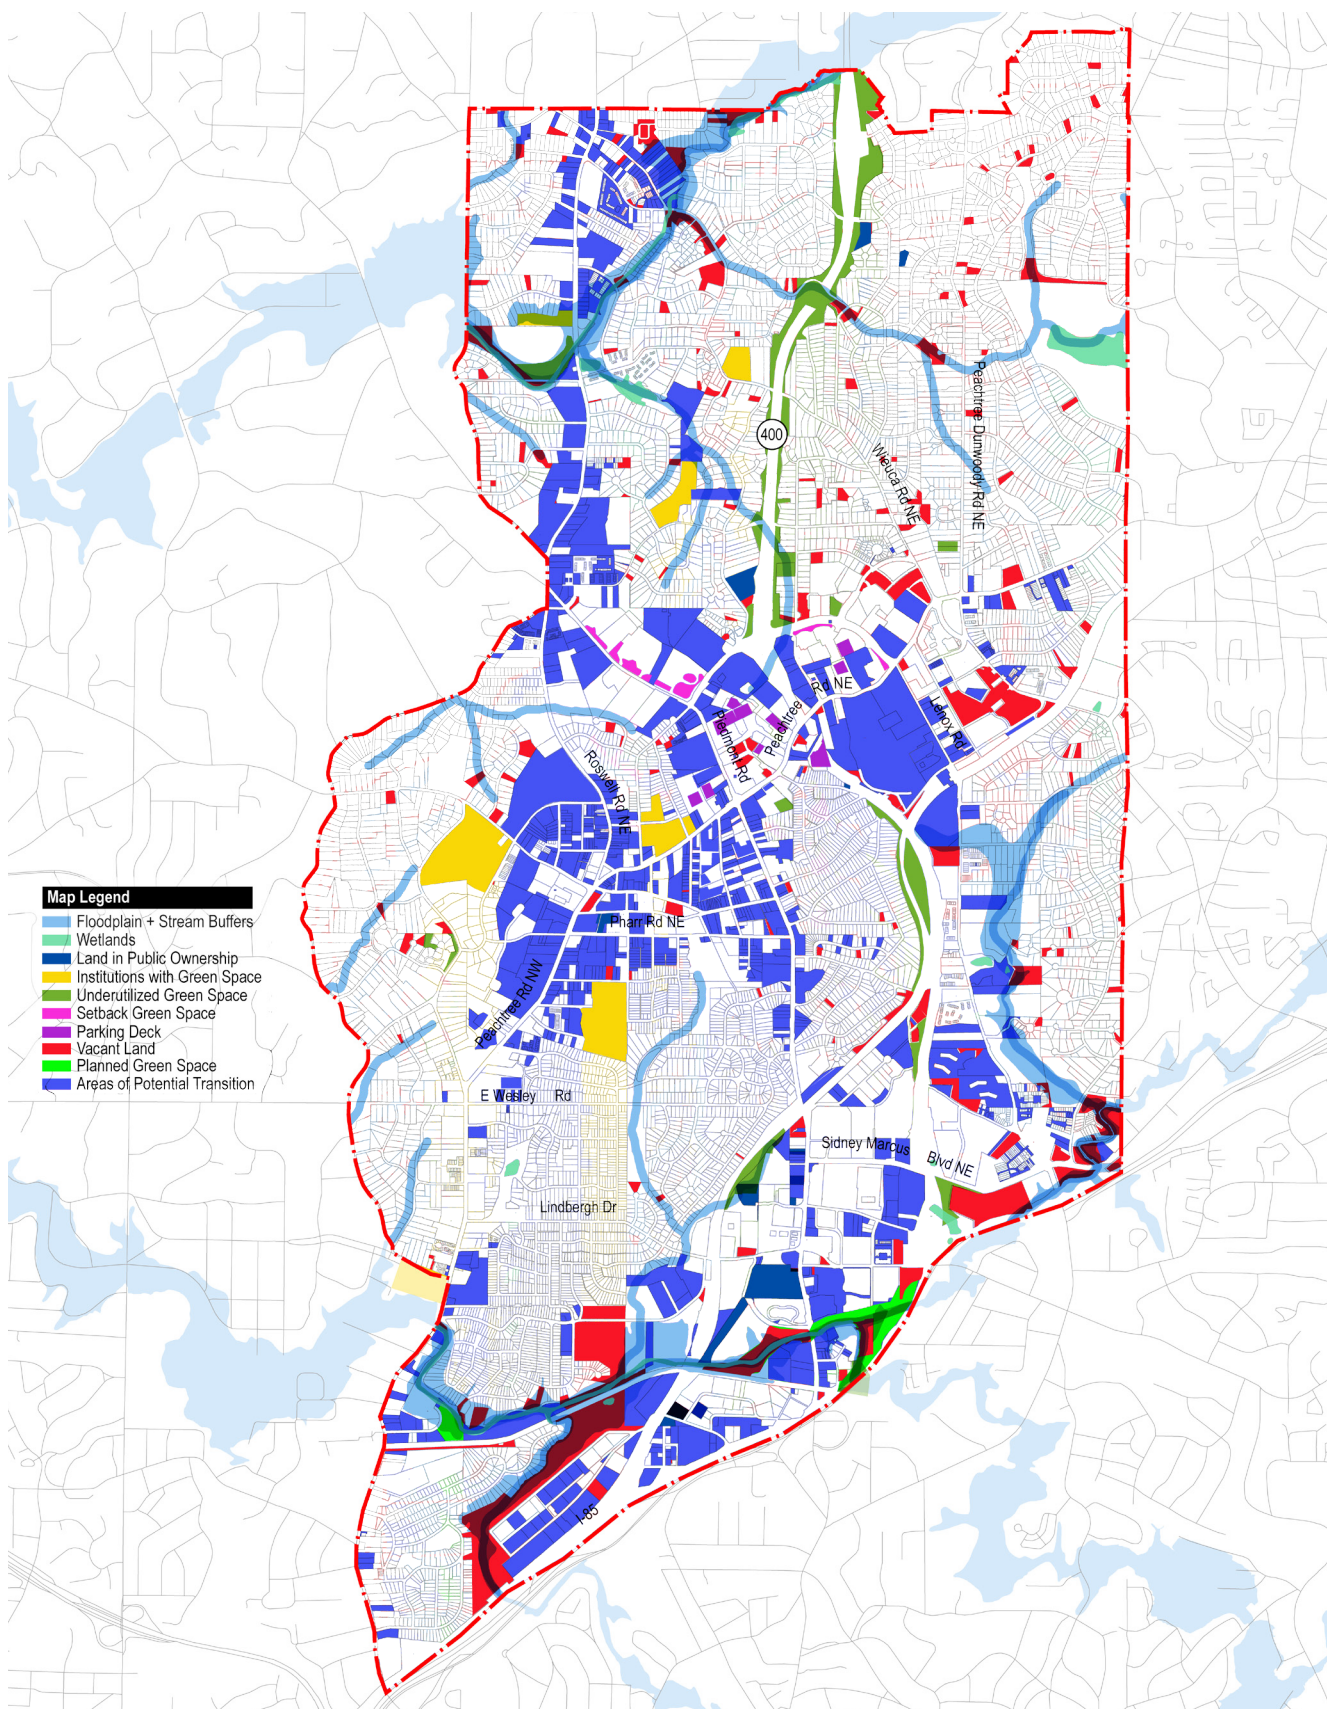 400
Peachtree Dunwoody Rd NE
Wieuca Rd NE
Rd NE
Peachtree
Lenox Rd
Piedmont Rd
Roswell Rd NE
Map Legend
Floodplain + Stream Buffers
Wetlands
Land in Public Ownership
Institutions with Green Space
Underutilized Green Space
Setback Green Space
Parking Deck
Vacant Land
Planned Green Space
Areas of Potential Transition
Pharr Rd NE
Peachtree Rd NW
E Wesley Rd
Sidney Marcus Blvd NE
Lindbergh Dr
I-85